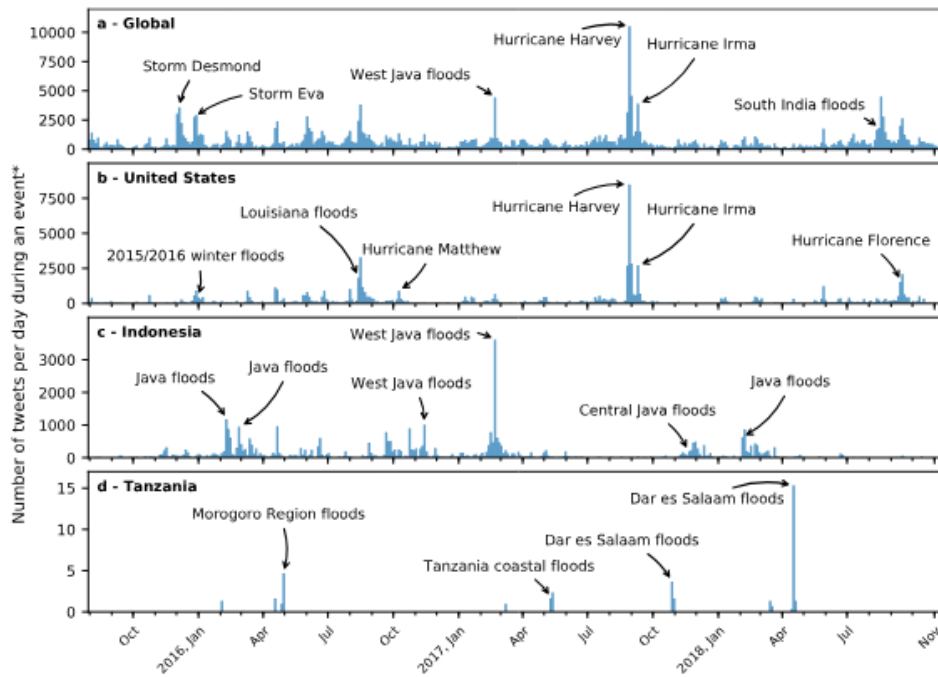 Number of tweets per day during an event*
a - Global
10000
7500
5000
2500
0
Storm Desmond
Storm Eva
West Java floods
Hurricane Harvey
Hurricane Irma
South India floods
b - United States
7500
5000
2500
0
2015/2016 winter floods
Louisiana floods
Hurricane Matthew
Hurricane Harvey
Hurricane Irma
Hurricane Florence
c - Indonesia
3000
2000
1000
0
Java floods
Java floods
West Java floods
West Java floods
Central Java floods
Java floods
d - Tanzania
15
10
5
0
Morogoro Region floods
Tanzania coastal floods
Dar es Salaam floods
Dar es Salaam floods
Oct
2016, Jan
Apr
Jul
Oct
2017, Jan
Apr
Jul
Oct
2018, Jan
Apr
Jul
Nov